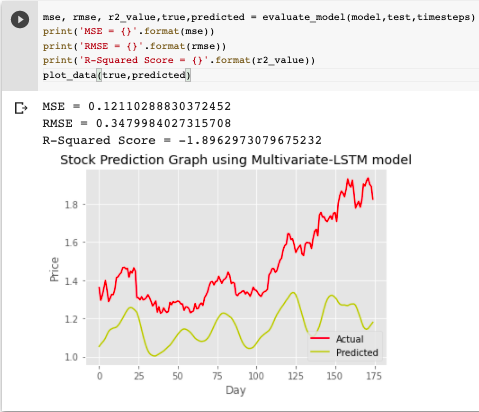 mse, rmse, r2_value,true,predicted = evaluate_model(model,test,timesteps)
print('MSE = {}'.format(mse))
print('RMSE = {}'.format(rmse))
print('R-Squared Score = {}'.format(r2_value))
plot_data(true,predicted)
MSE = 0.12110288830372452
RMSE = 0.3479984027315708
R-Squared Score = -1.8962973079675232
Stock Prediction Graph using Multivariate-LSTM model
1.8
1.6
1.4
1.2
1.0
Price
Actual
Predicted
0 25 50 75 100 125 150 175
Day